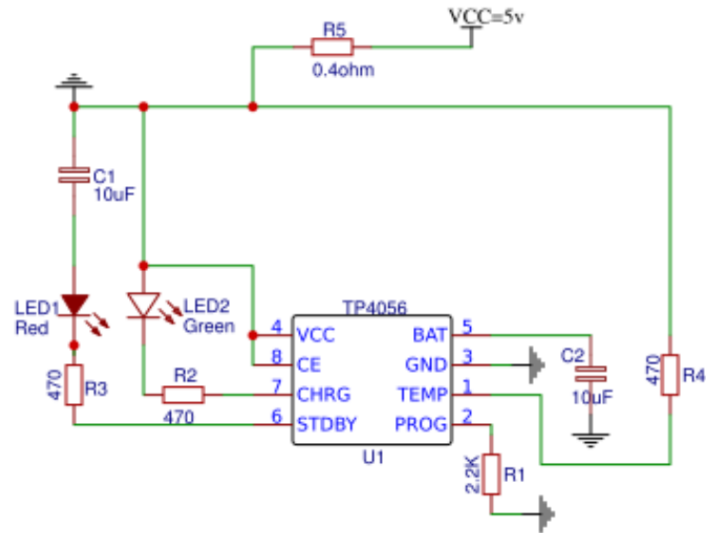 VCC=5v
R5
0.4ohm
C1
10uF
LED1
Red
LED2
Green
TP4056
4
VCC
BAT
5
8
CE
GND
3
7
CHRG
TEMP
1
6
STDBY
PROG
2
U1
R2
470
470
R3
C2
10uF
470
R4
2.2K
R1